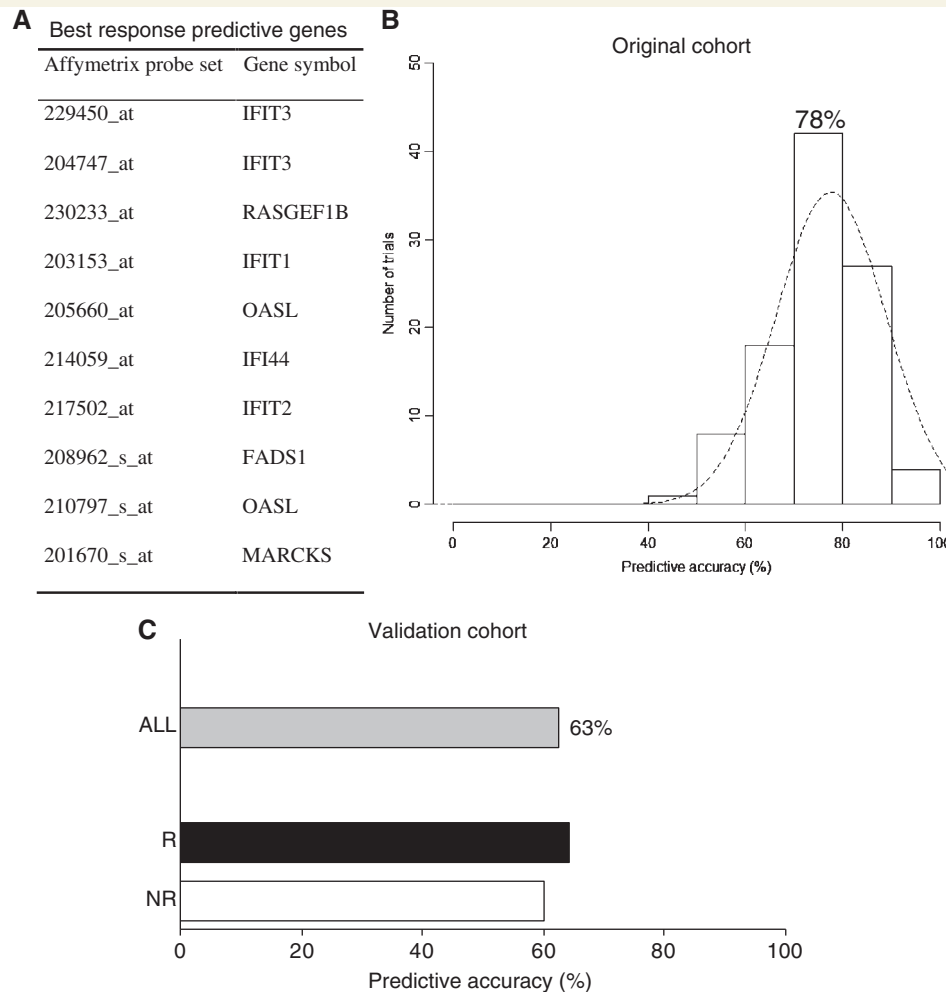 A
Best response predictive genes
Affymetrix probe set Gene symbol
229450_at IFIT3
204747_at IFIT3
230233_at RASGEF1B
203153_at IFIT1
205660_at OASL
214059_at IFI44
217502_at IFIT2
208962_s_at FADS1
210797_s_at OASL
201670_s_at MARCKS
B
Original cohort
78%
50
40
30
20
10
0
Number of trials
0 20 40 60 80 100
Predictive accuracy (%)
C
Validation cohort
ALL 63%
R
NR
0 20 40 60 80 100
Predictive accuracy (%)